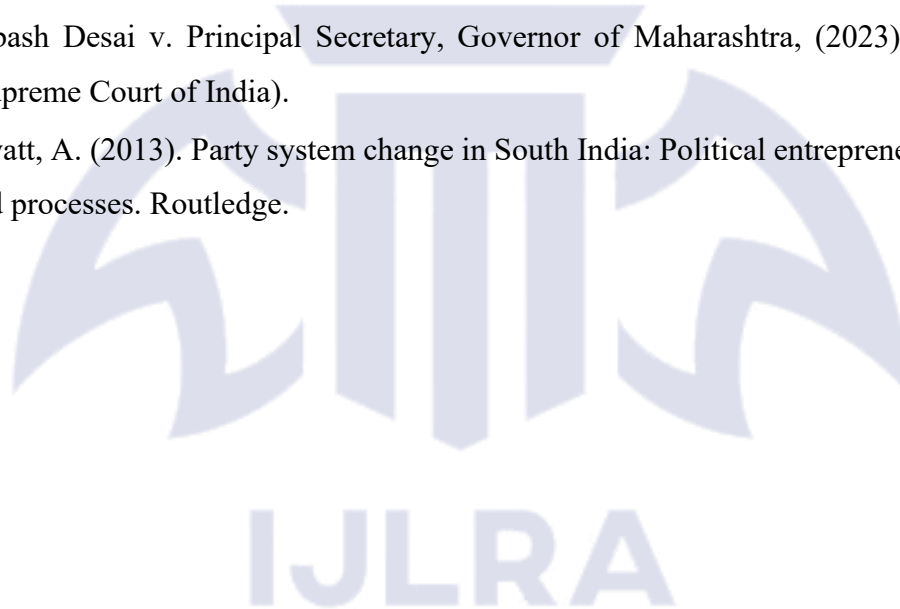 bash Desai v. Principal Secretary, Governor of Maharashtra, (2023)
preme Court of India).
att, A. (2013). Party system change in South India: Political entreprene
processes. Routledge.
IJLRA